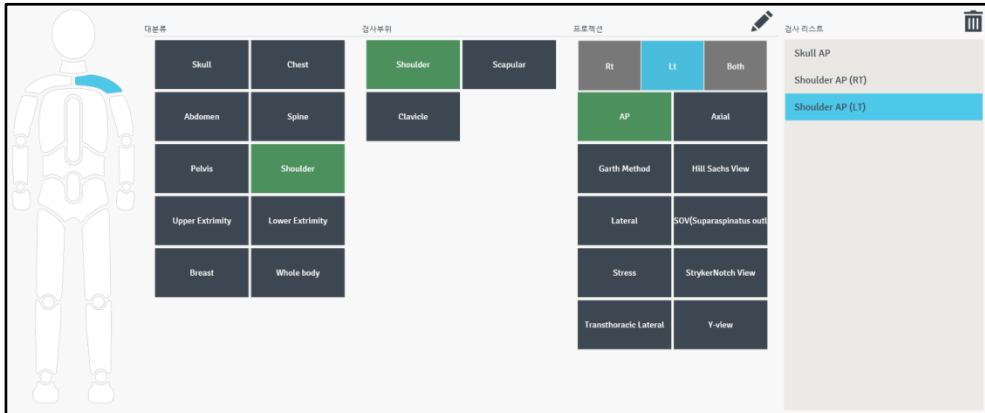 대분류
Skull
Chest
Abdomen
Spine
Pelvis
Shoulder
Upper Extrimity
Lower Extrimity
Breast
Whole body
검사부위
Shoulder
Scapular
Clavicle
프로젝션
Rt
Lt
Both
AP
Axial
Garth Method
Hill Sachs View
Lateral
SOV(Suparaspinatus outl
Stress
StrykerNotch View
Transthoracic Lateral
Y-view
검사 리스트
Skull AP
Shoulder AP (RT)
Shoulder AP (LT)